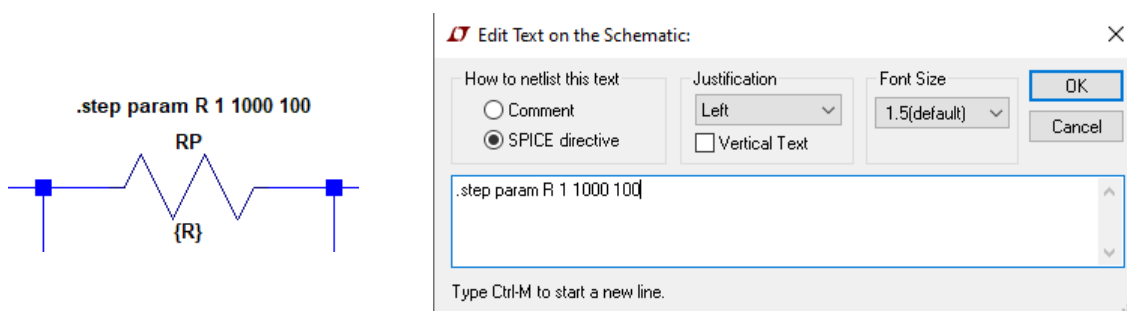 .step param R 1 1000 100
RP
{R}
Edit Text on the Schematic:
How to netlist this text
Comment
SPICE directive
Justification
Left
Vertical Text
Font Size
1.5(default)
OK
Cancel
.step param R 1 1000 100
Type Ctrl-M to start a new line.